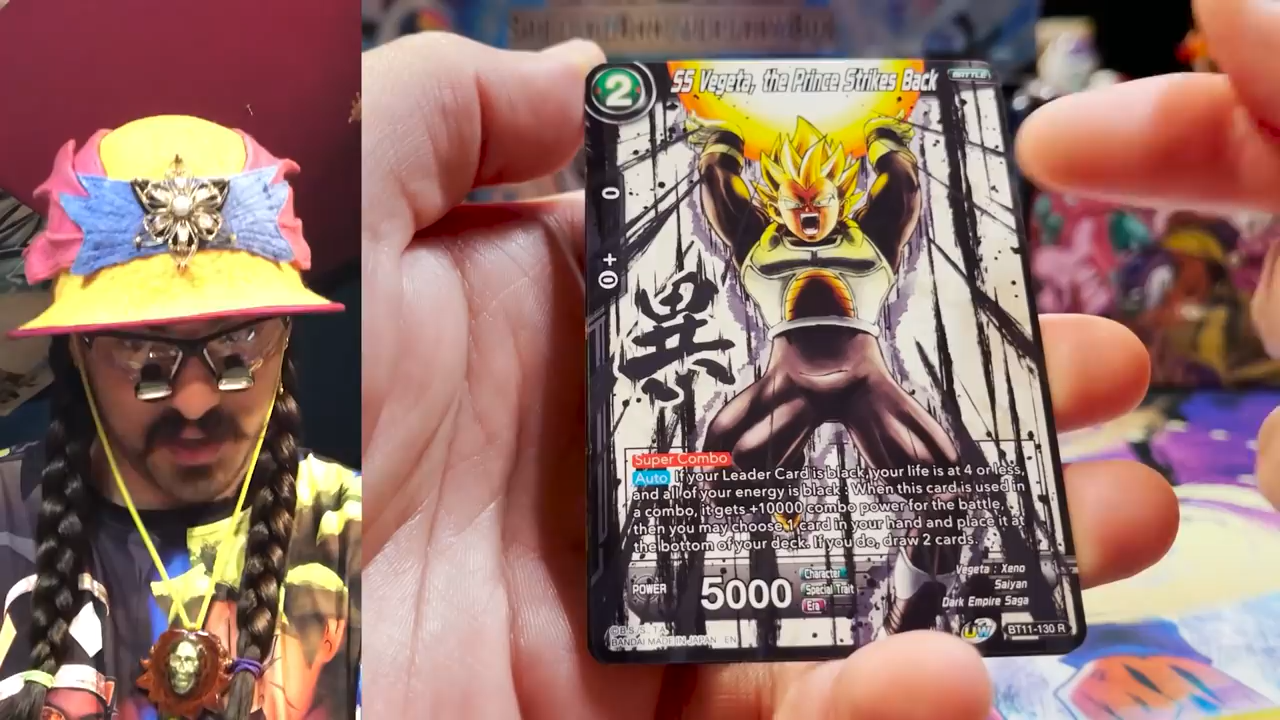 2
SS Vegeta, the Prince Strikes Back
BATTLE
0
0+
異
Super Combo
Auto If your Leader Card is black, your life is at 4 or less,
and all of your energy is black : When this card is used in
a combo, it gets +10000 combo power for the battle,
then you may choose 1 card in your hand and place it at
the bottom of your deck. If you do, draw 2 cards.
POWER 5000
Character Vegeta : Xeno
Special Trait Saiyan
Era Dark Empire Saga
BANDAI MADE IN JAPAN EN
UW BT11-130 R